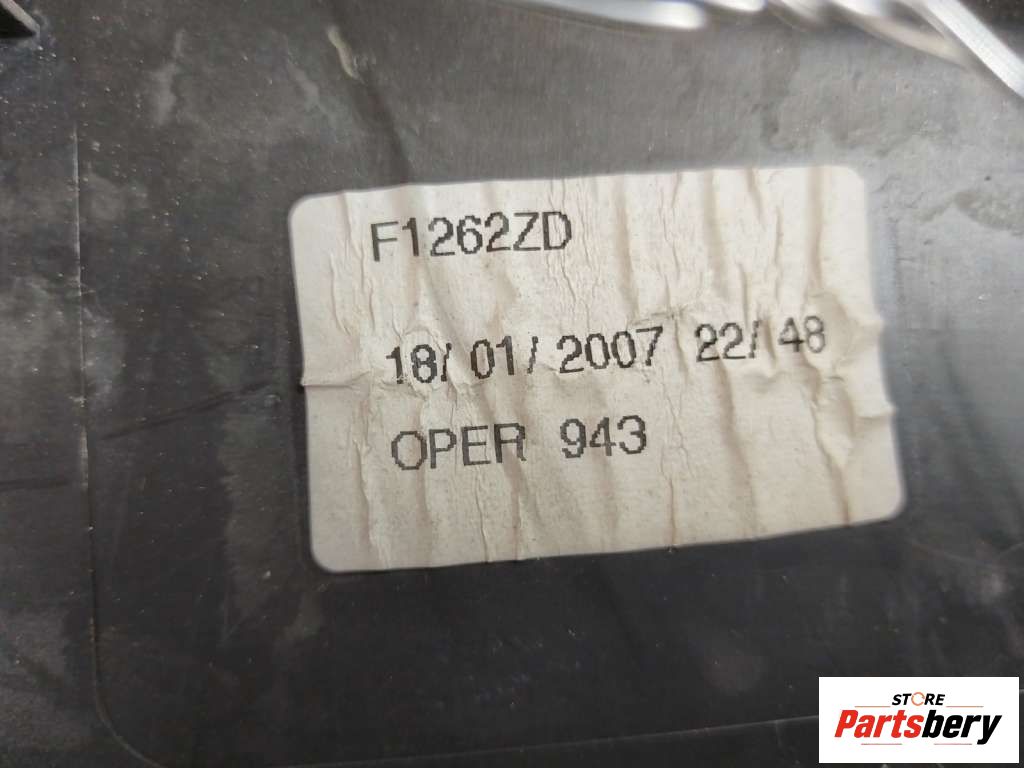 F1262ZD
18/ 01/ 2007 22/ 48
OPER 943
STORE
Partsbery